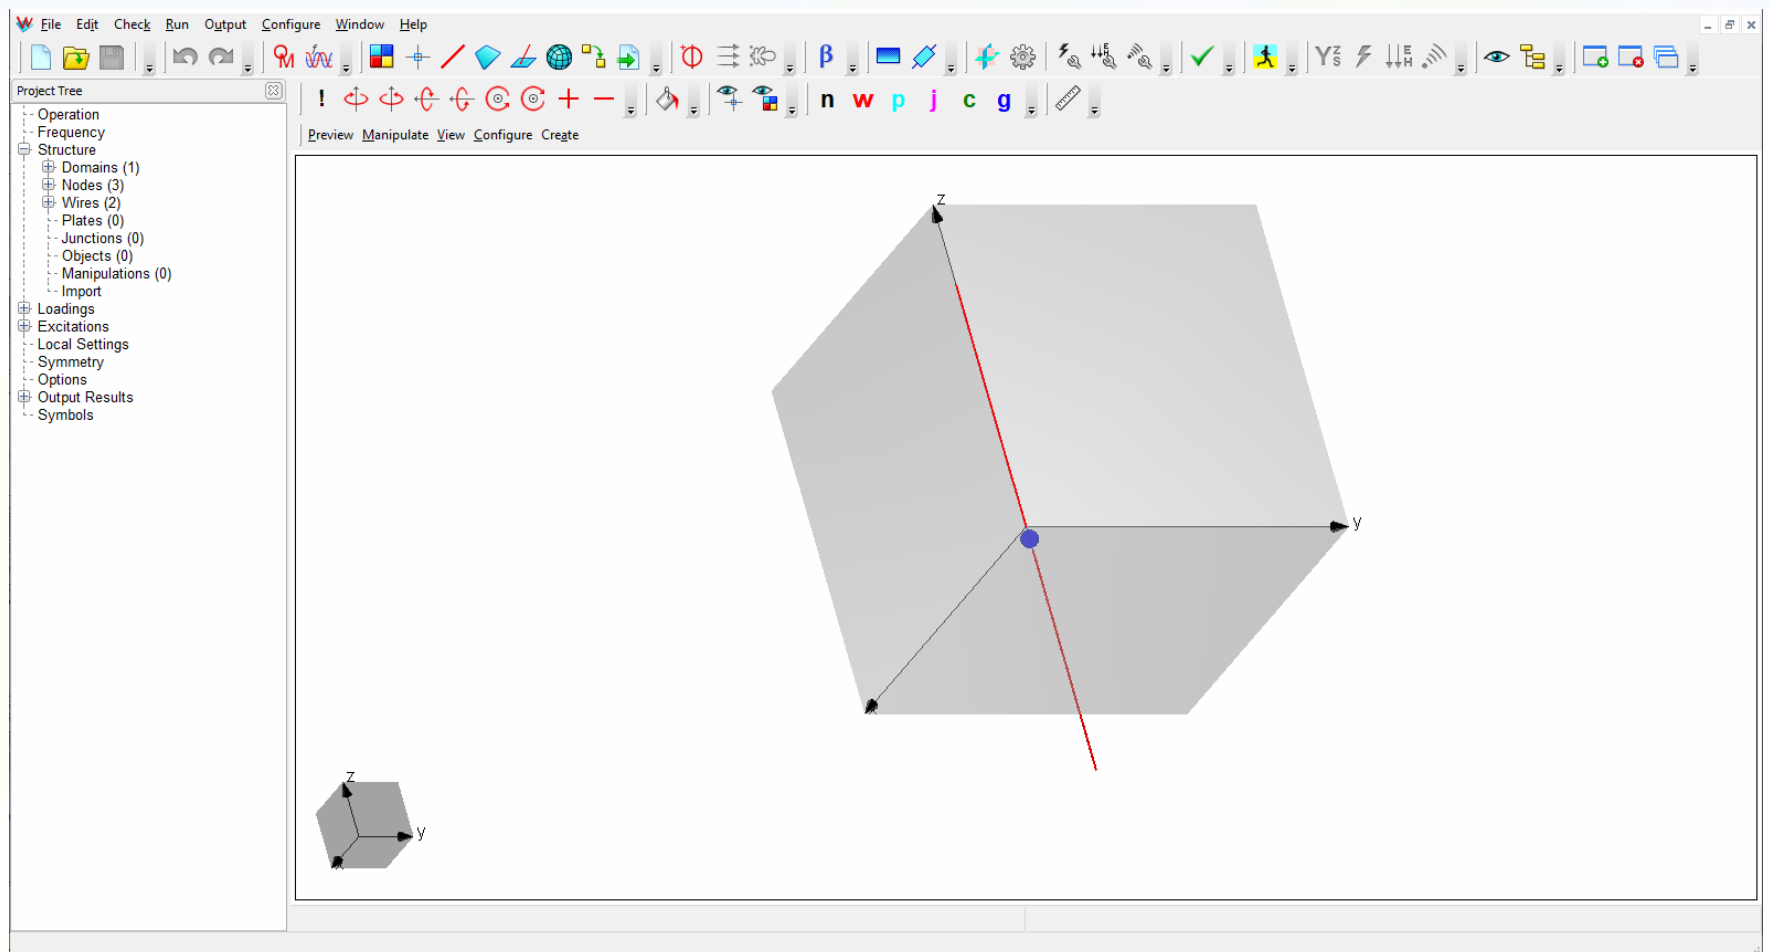 File Edit Check Run Output Configure Window Help
Project Tree
β
! n w p j c g
Preview Manipulate View Configure Create
Operation
Frequency
Structure
Domains (1)
Nodes (3)
Wires (2)
Plates (0)
Junctions (0)
Objects (0)
Manipulations (0)
Import
Loadings
Excitations
Local Settings
Symmetry
Options
Output Results
Symbols
z
y
z
y